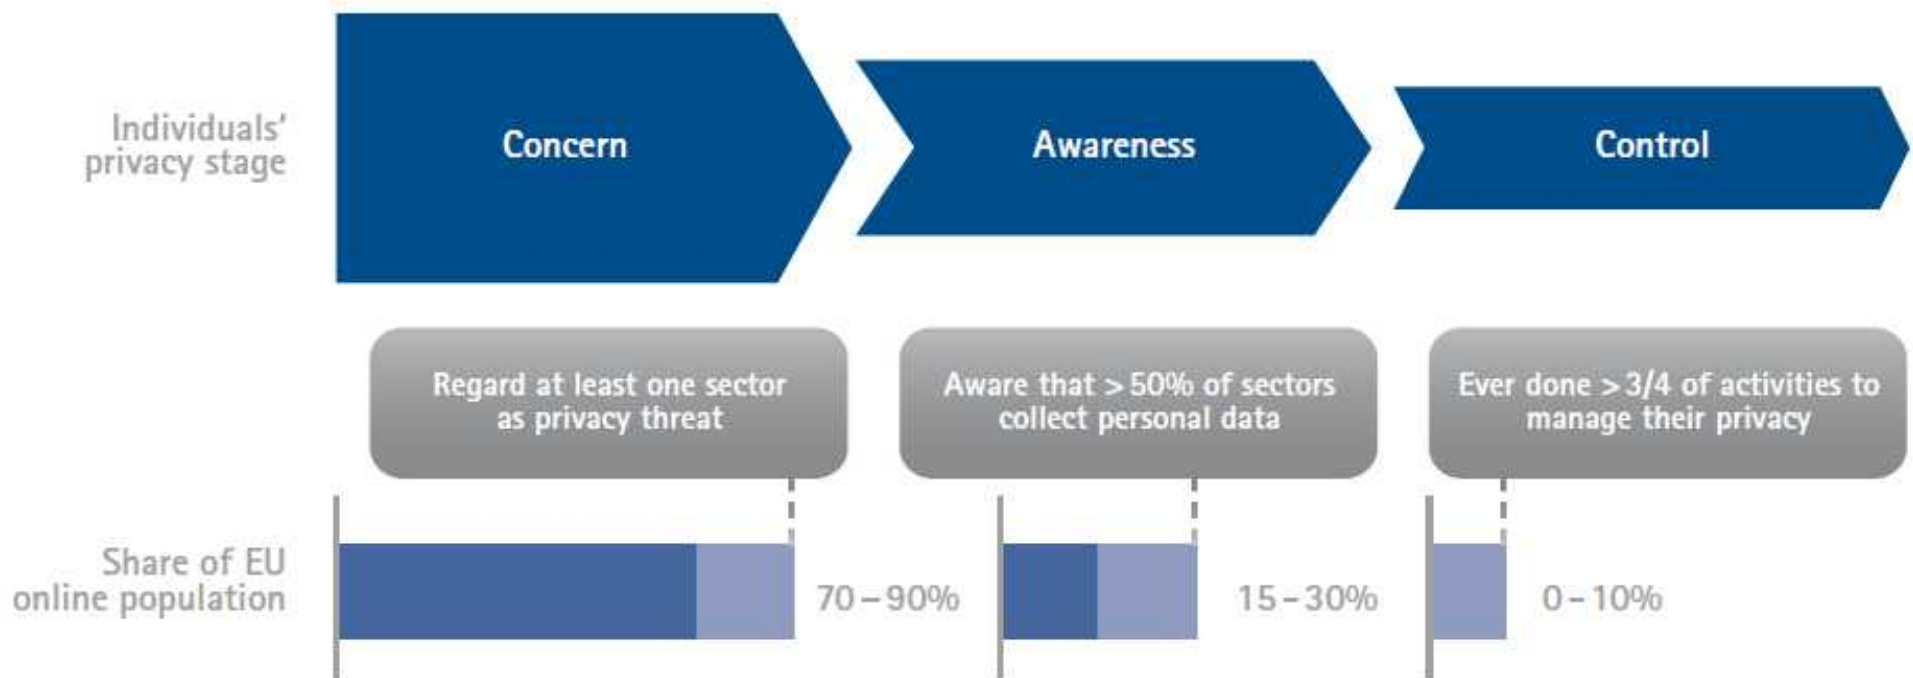 Individuals'
privacy stage
Concern
Awareness
Control
Regard at least one sector
as privacy threat
Aware that > 50% of sectors
collect personal data
Ever done > 3/4 of activities to
manage their privacy
Share of EU
online population
70 – 90%
15 – 30%
0 – 10%